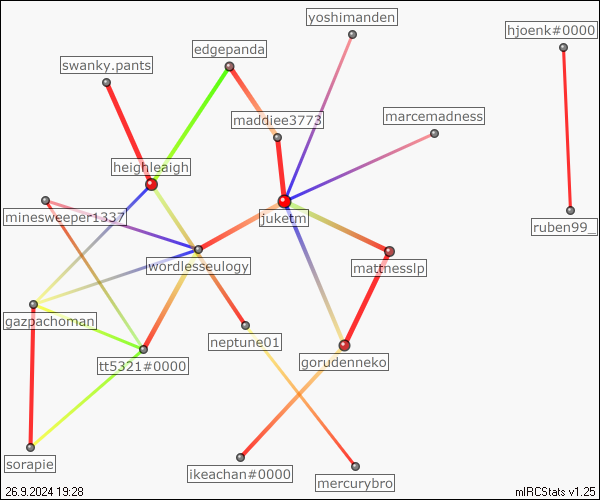 yoshimanden
hjoenk#0000
edgepanda
swanky.pants
maddiee3773
marcemadness
heighleaigh
minesweeper1337
juketm
ruben99_
wordlesseulogy
mattnesslp
gazpachoman
neptune01
tt5321#0000
gorudenneko
sorapie
ikeachan#0000
mercurybro
26.9.2024 19:28
mIRCStats v1.25